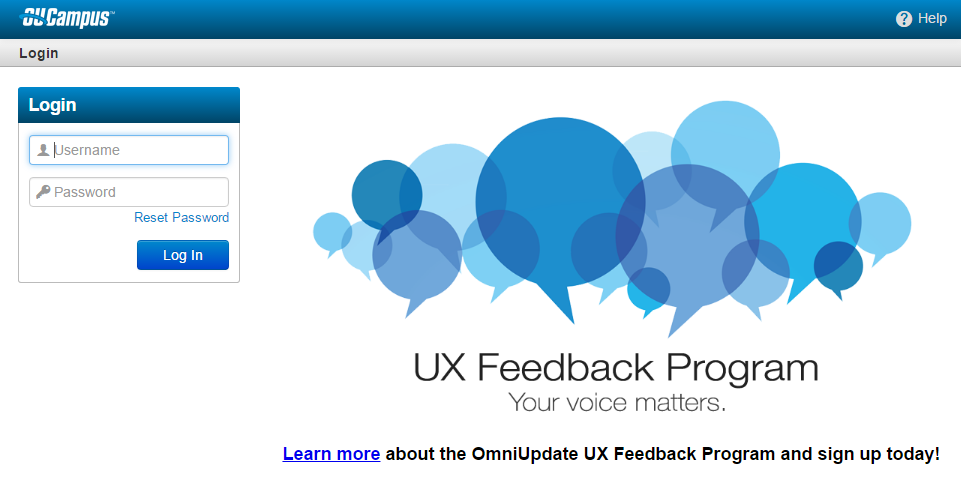 OUCampus™
Help
Login
Login
Username
Password
Reset Password
Log In
UX Feedback Program
Your voice matters.
Learn more about the OmniUpdate UX Feedback Program and sign up today!